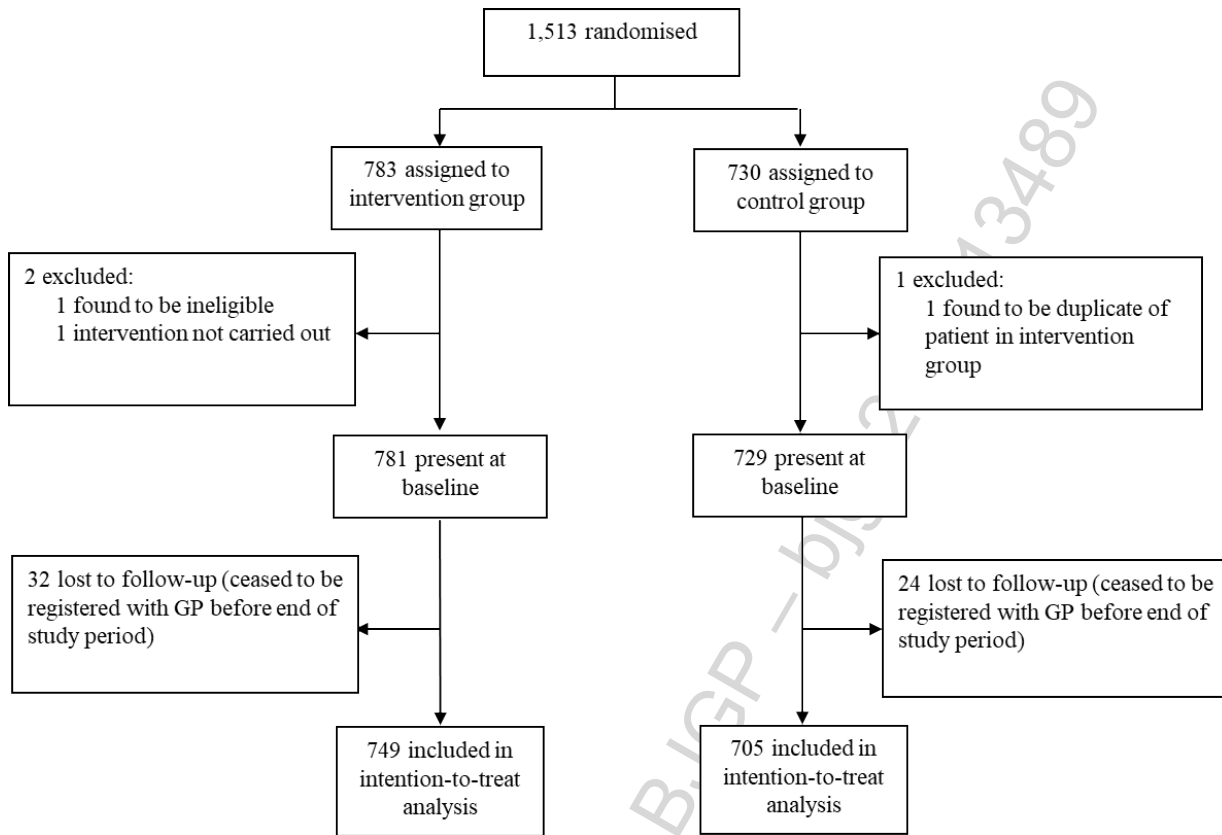 1,513 randomised
783 assigned to
intervention group
730 assigned to
control group
2 excluded:
1 found to be ineligible
1 intervention not carried out
1 excluded:
1 found to be duplicate of
patient in intervention
group
781 present at
baseline
729 present at
baseline
32 lost to follow-up (ceased to be
registered with GP before end of
study period)
24 lost to follow-up (ceased to be
registered with GP before end of
study period)
749 included in
intention-to-treat
analysis
705 included in
intention-to-treat
analysis